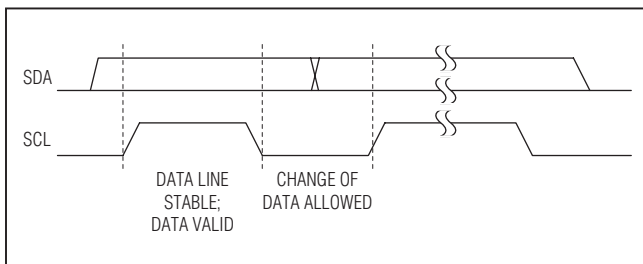 SDA
SCL
DATA LINE
STABLE;
DATA VALID
CHANGE OF
DATA ALLOWED